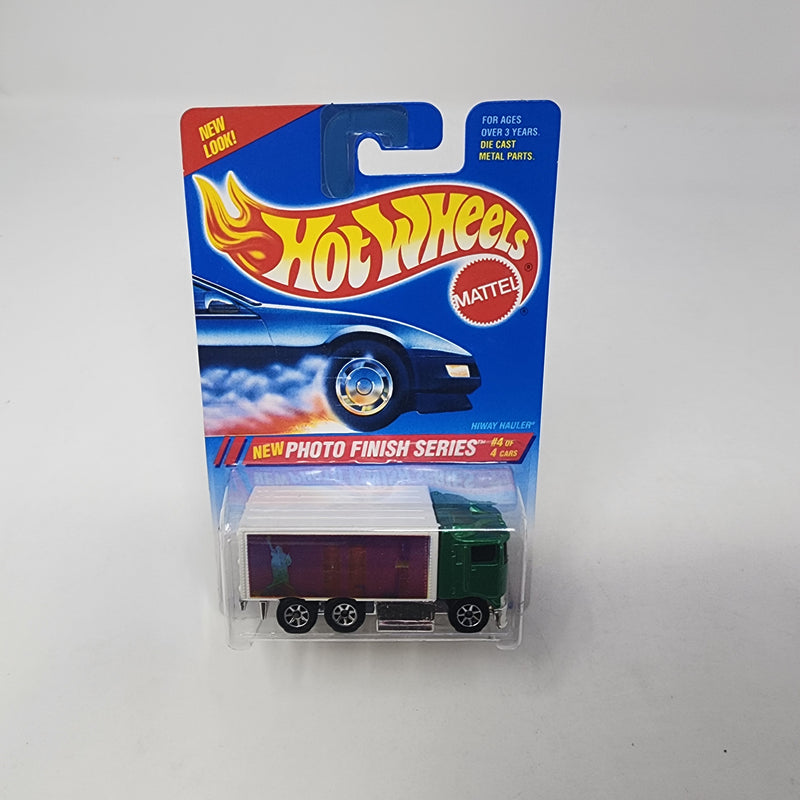 NEW
LOOK!
FOR AGES
OVER 3 YEARS.
DIE CAST
METAL PARTS.
HOT WHEELS®
MATTEL®
HIWAY HAULER®
NEW PHOTO FINISH SERIES™ #4 OF
4 CARS